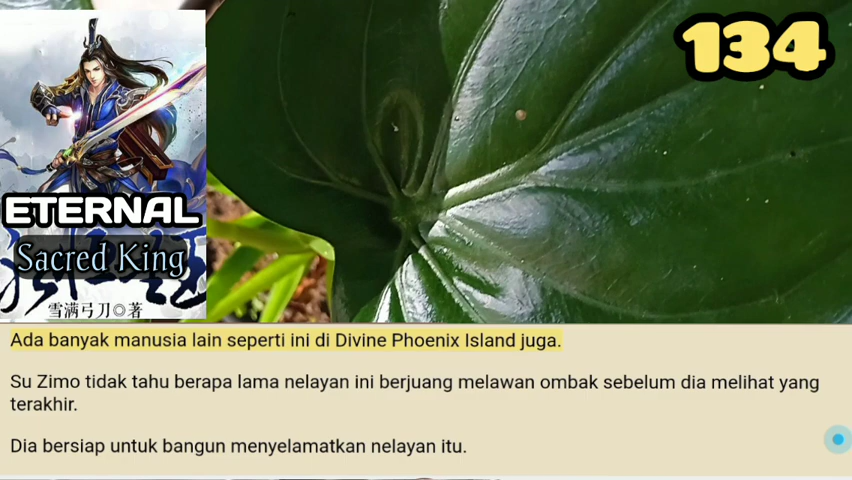 134
ETERNAL
Sacred King
雪满弓刀◎著
Ada banyak manusia lain seperti ini di Divine Phoenix Island juga.
Su Zimo tidak tahu berapa lama nelayan ini berjuang melawan ombak sebelum dia melihat yang
terakhir.
Dia bersiap untuk bangun menyelamatkan nelayan itu.